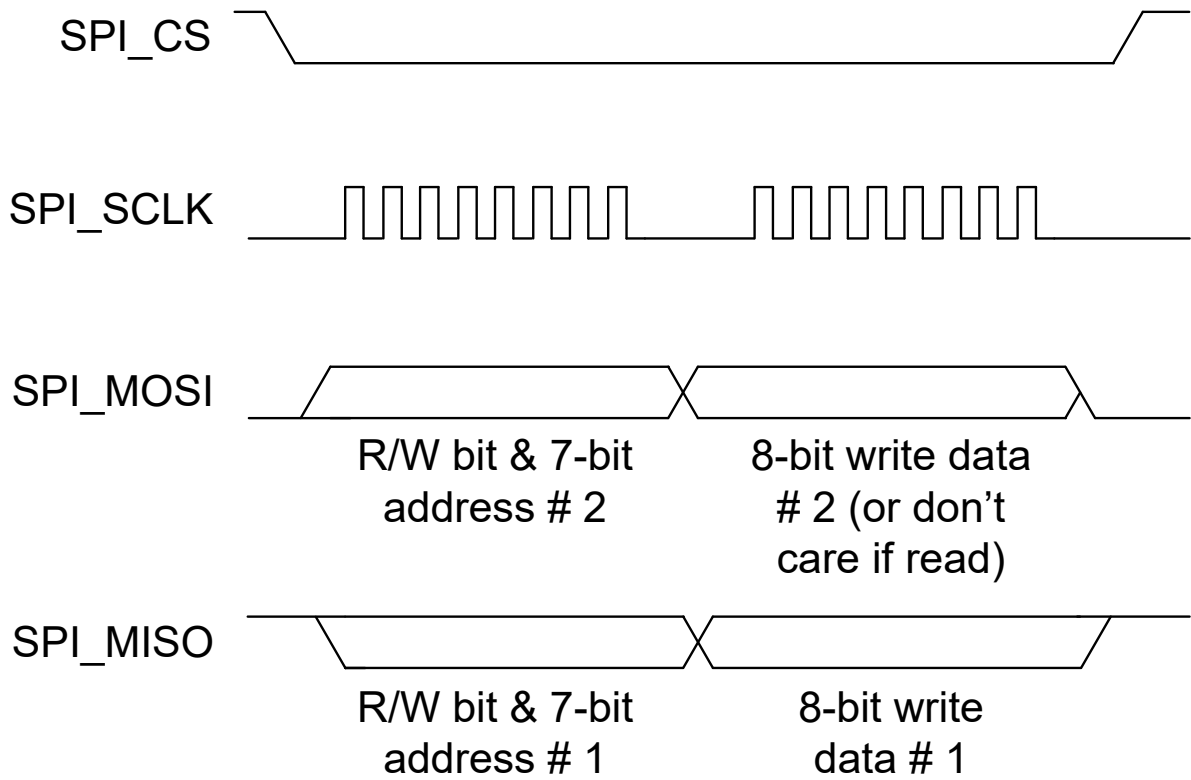 SPI_CS
SPI_SCLK
SPI_MOSI
R/W bit & 7-bit
address # 2
8-bit write data
# 2 (or don’t
care if read)
SPI_MISO
R/W bit & 7-bit
address # 1
8-bit write
data # 1